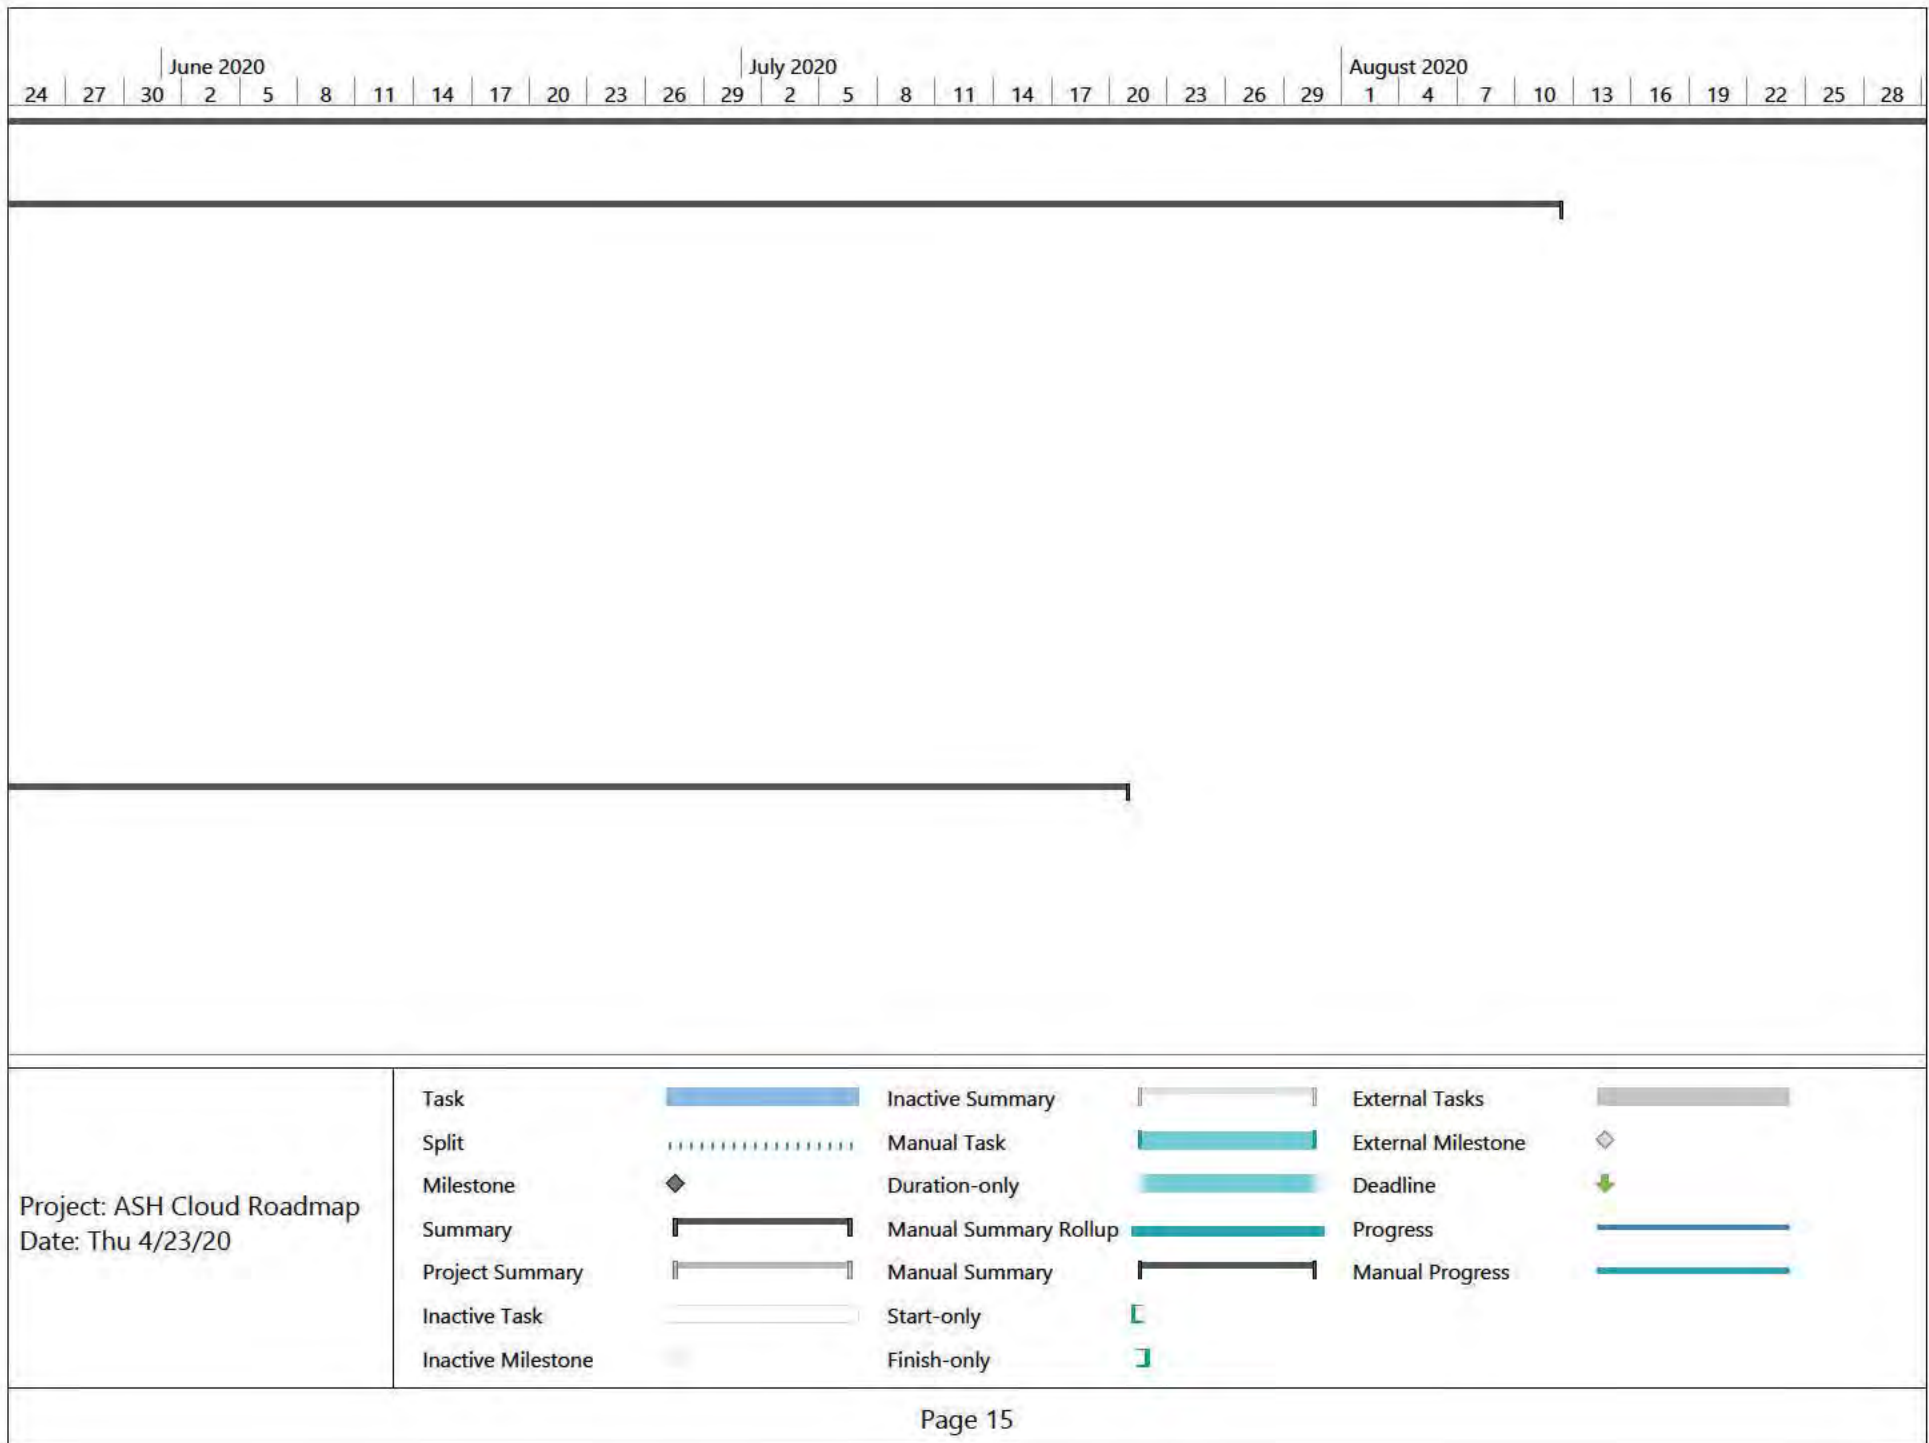 June 2020 July 2020 August 2020
24 27 30 2 5 8 11 14 17 20 23 26 29 2 5 8 11 14 17 20 23 26 29 1 4 7 10 13 16 19 22 25 28
Project: ASH Cloud Roadmap
Date: Thu 4/23/20
Task
Split
Milestone
Summary
Project Summary
Inactive Task
Inactive Milestone
Inactive Summary
Manual Task
Duration-only
Manual Summary Rollup
Manual Summary
Start-only
Finish-only
External Tasks
External Milestone
Deadline
Progress
Manual Progress
Page 15